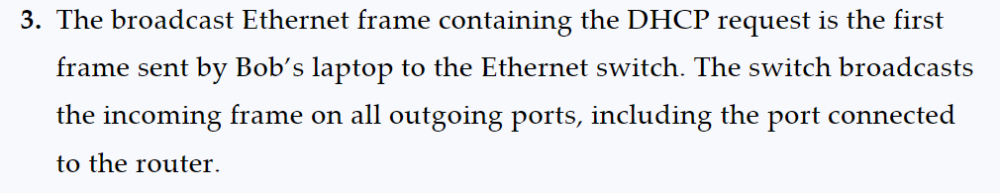 3. The broadcast Ethernet frame containing the DHCP request is the first
frame sent by Bob’s laptop to the Ethernet switch. The switch broadcasts
the incoming frame on all outgoing ports, including the port connected
to the router.